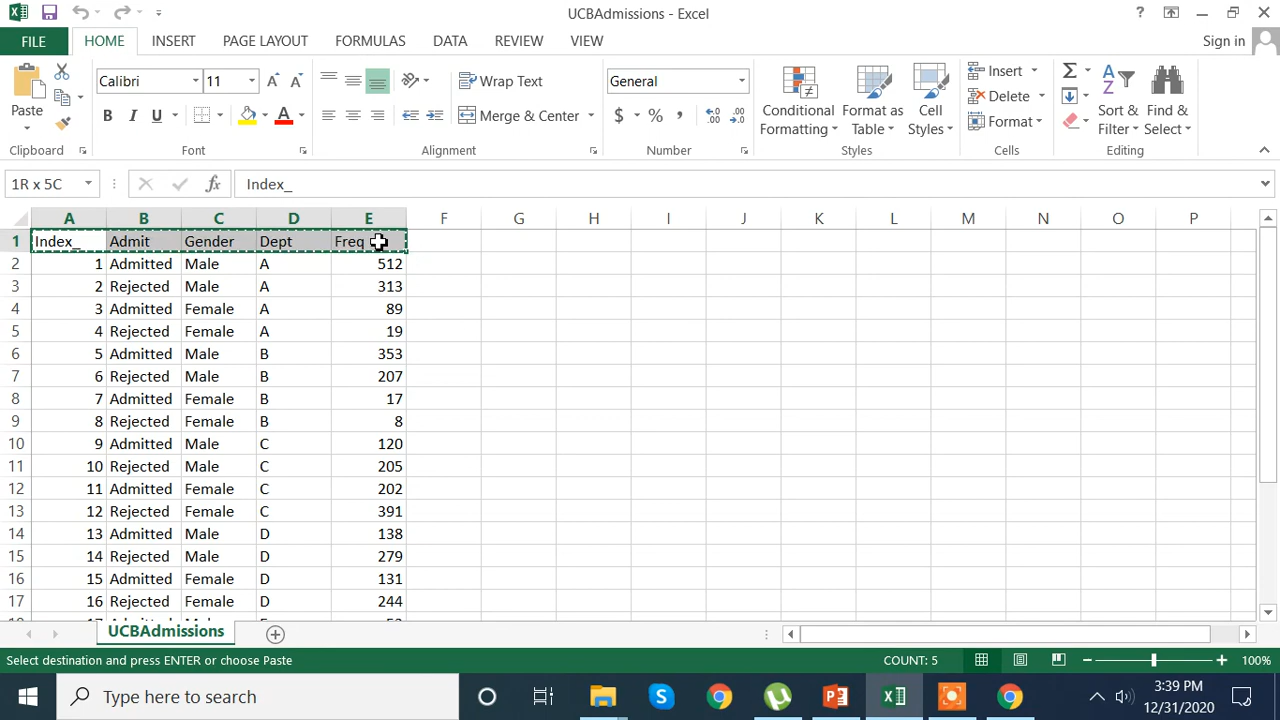 UCBAdmissions - Excel
?
FILE HOME INSERT PAGE LAYOUT FORMULAS DATA REVIEW VIEW Sign in
Paste
Calibri 11
B I U A
Wrap Text
Merge & Center
General
$ % ,
Conditional Formatting
Format as Table
Cell Styles
Insert
Delete
Format
Sort & Filter
Find & Select
Clipboard Font Alignment Number Styles Cells Editing
1R x 5C fx Index_
A B C D E F G H I J K L M N O P
1 Index_ Admit Gender Dept Freq
2 1 Admitted Male A 512
3 2 Rejected Male A 313
4 3 Admitted Female A 89
5 4 Rejected Female A 19
6 5 Admitted Male B 353
7 6 Rejected Male B 207
8 7 Admitted Female B 17
9 8 Rejected Female B 8
10 9 Admitted Male C 120
11 10 Rejected Male C 205
12 11 Admitted Female C 202
13 12 Rejected Female C 391
14 13 Admitted Male D 138
15 14 Rejected Male D 279
16 15 Admitted Female D 131
17 16 Rejected Female D 244
UCBAdmissions
Select destination and press ENTER or choose Paste COUNT: 5 100%
Type here to search
3:39 PM
12/31/2020